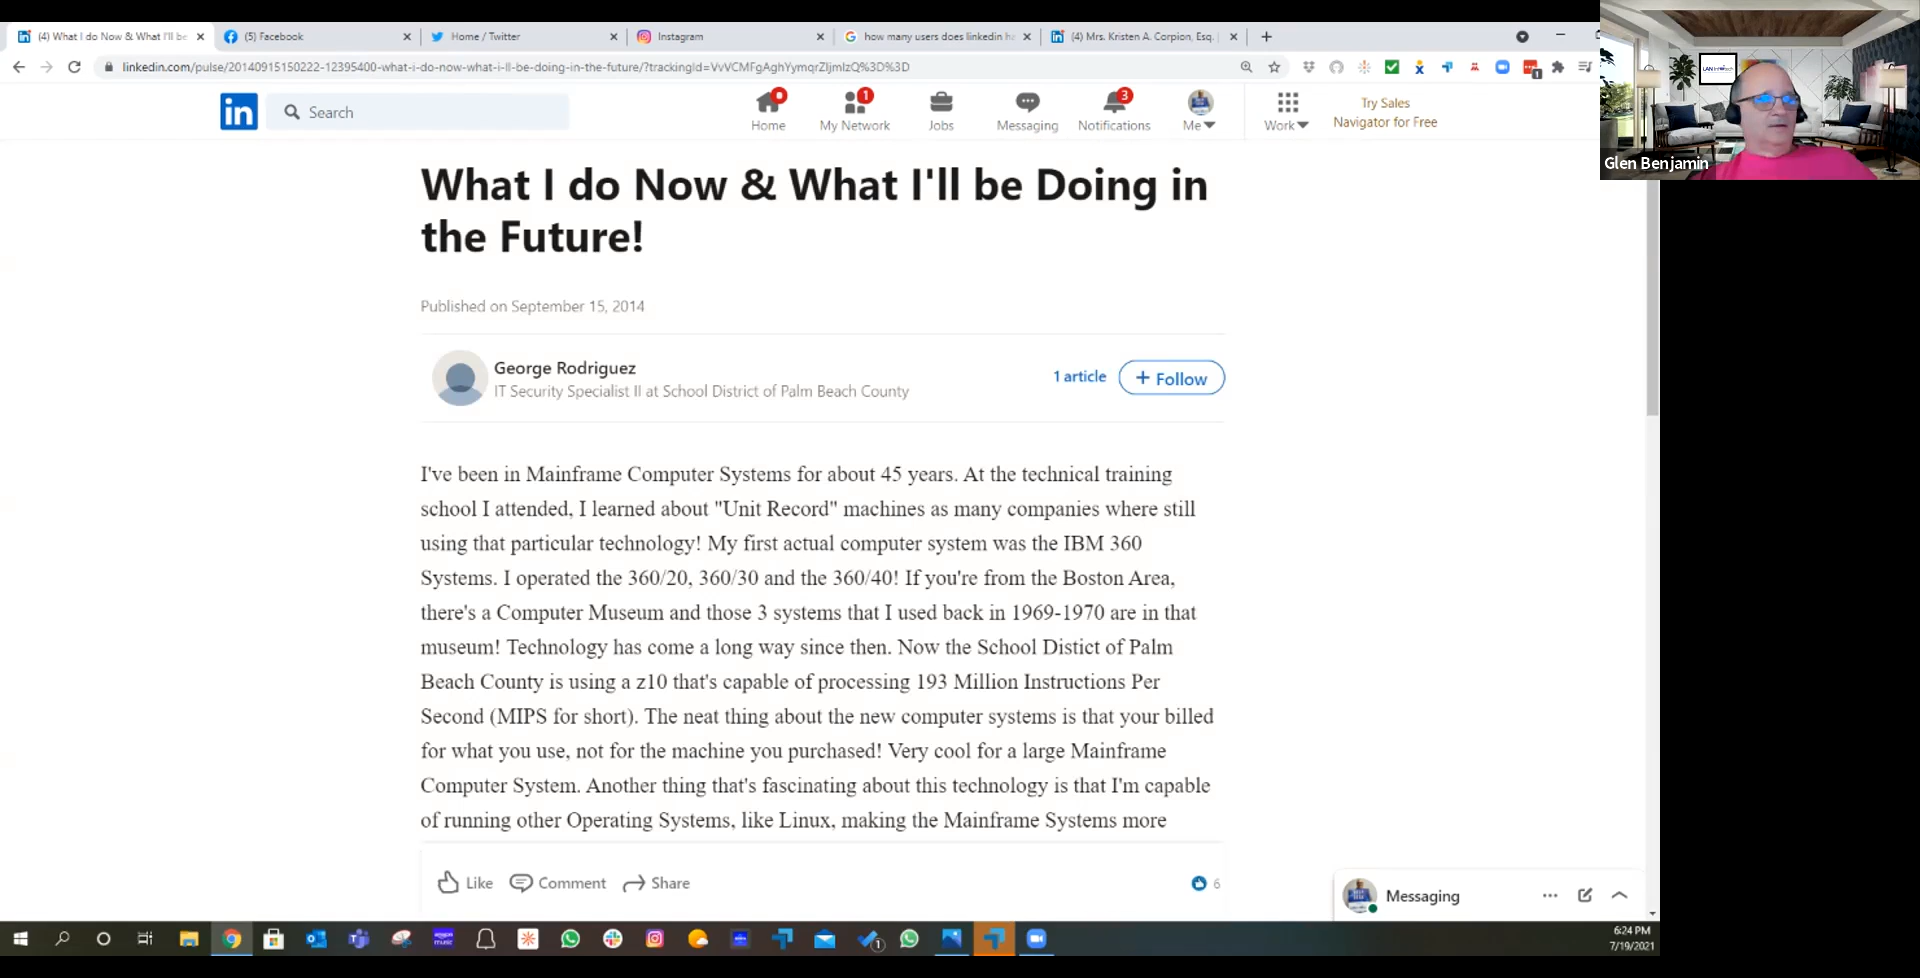 (4) What I do Now & What I'll be
(5) Facebook
Home / Twitter
Instagram
how many users does linkedin ha
(4) Mrs. Kristen A. Corpion, Esq.
linkedin.com/pulse/20140915150222-12395400-what-i-do-now-what-i-ll-be-doing-in-the-future/?trackingId=VvVCMFgAghYymqrZIjmIzQ%3D%3D
in
Search
Home
My Network
1
Jobs
Messaging
Notifications
3
Me
Work
Try Sales
Navigator for Free
Glen Benjamin
What I do Now & What I'll be Doing in
the Future!
Published on September 15, 2014
George Rodriguez
IT Security Specialist II at School District of Palm Beach County
1 article
+ Follow
I've been in Mainframe Computer Systems for about 45 years. At the technical training
school I attended, I learned about "Unit Record" machines as many companies where still
using that particular technology! My first actual computer system was the IBM 360
Systems. I operated the 360/20, 360/30 and the 360/40! If you're from the Boston Area,
there's a Computer Museum and those 3 systems that I used back in 1969-1970 are in that
museum! Technology has come a long way since then. Now the School Distict of Palm
Beach County is using a z10 that's capable of processing 193 Million Instructions Per
Second (MIPS for short). The neat thing about the new computer systems is that your billed
for what you use, not for the machine you purchased! Very cool for a large Mainframe
Computer System. Another thing that's fascinating about this technology is that I'm capable
of running other Operating Systems, like Linux, making the Mainframe Systems more
Like
Comment
Share
6
Messaging
6:24 PM
7/19/2021